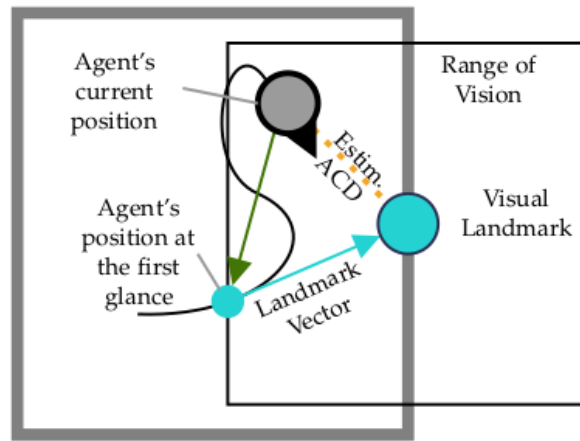 Agent's
current
position
Range of
Vision
Estim.
ACD
Visual
Landmark
Agent's
position at
the first
glance
Landmark
Vector